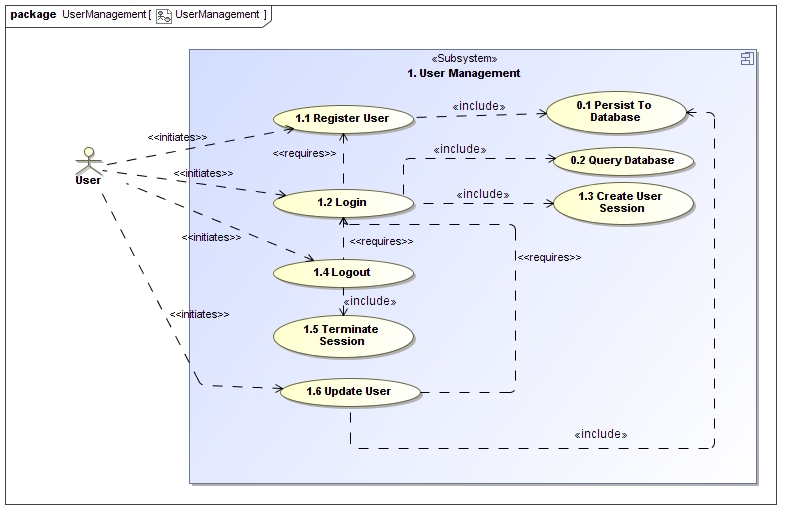 package UserManagement [ UserManagement ]
«Subsystem»
1. User Management
1.1 Register User
«include»
0.1 Persist To
Database
<<initiates>>
<<requires>>
«include»
0.2 Query Database
User
<<initiates>>
1.2 Login
«include»
1.3 Create User
Session
<<initiates>>
<<requires>>
<<requires>>
1.4 Logout
«include»
<<initiates>>
1.5 Terminate
Session
1.6 Update User
«include»